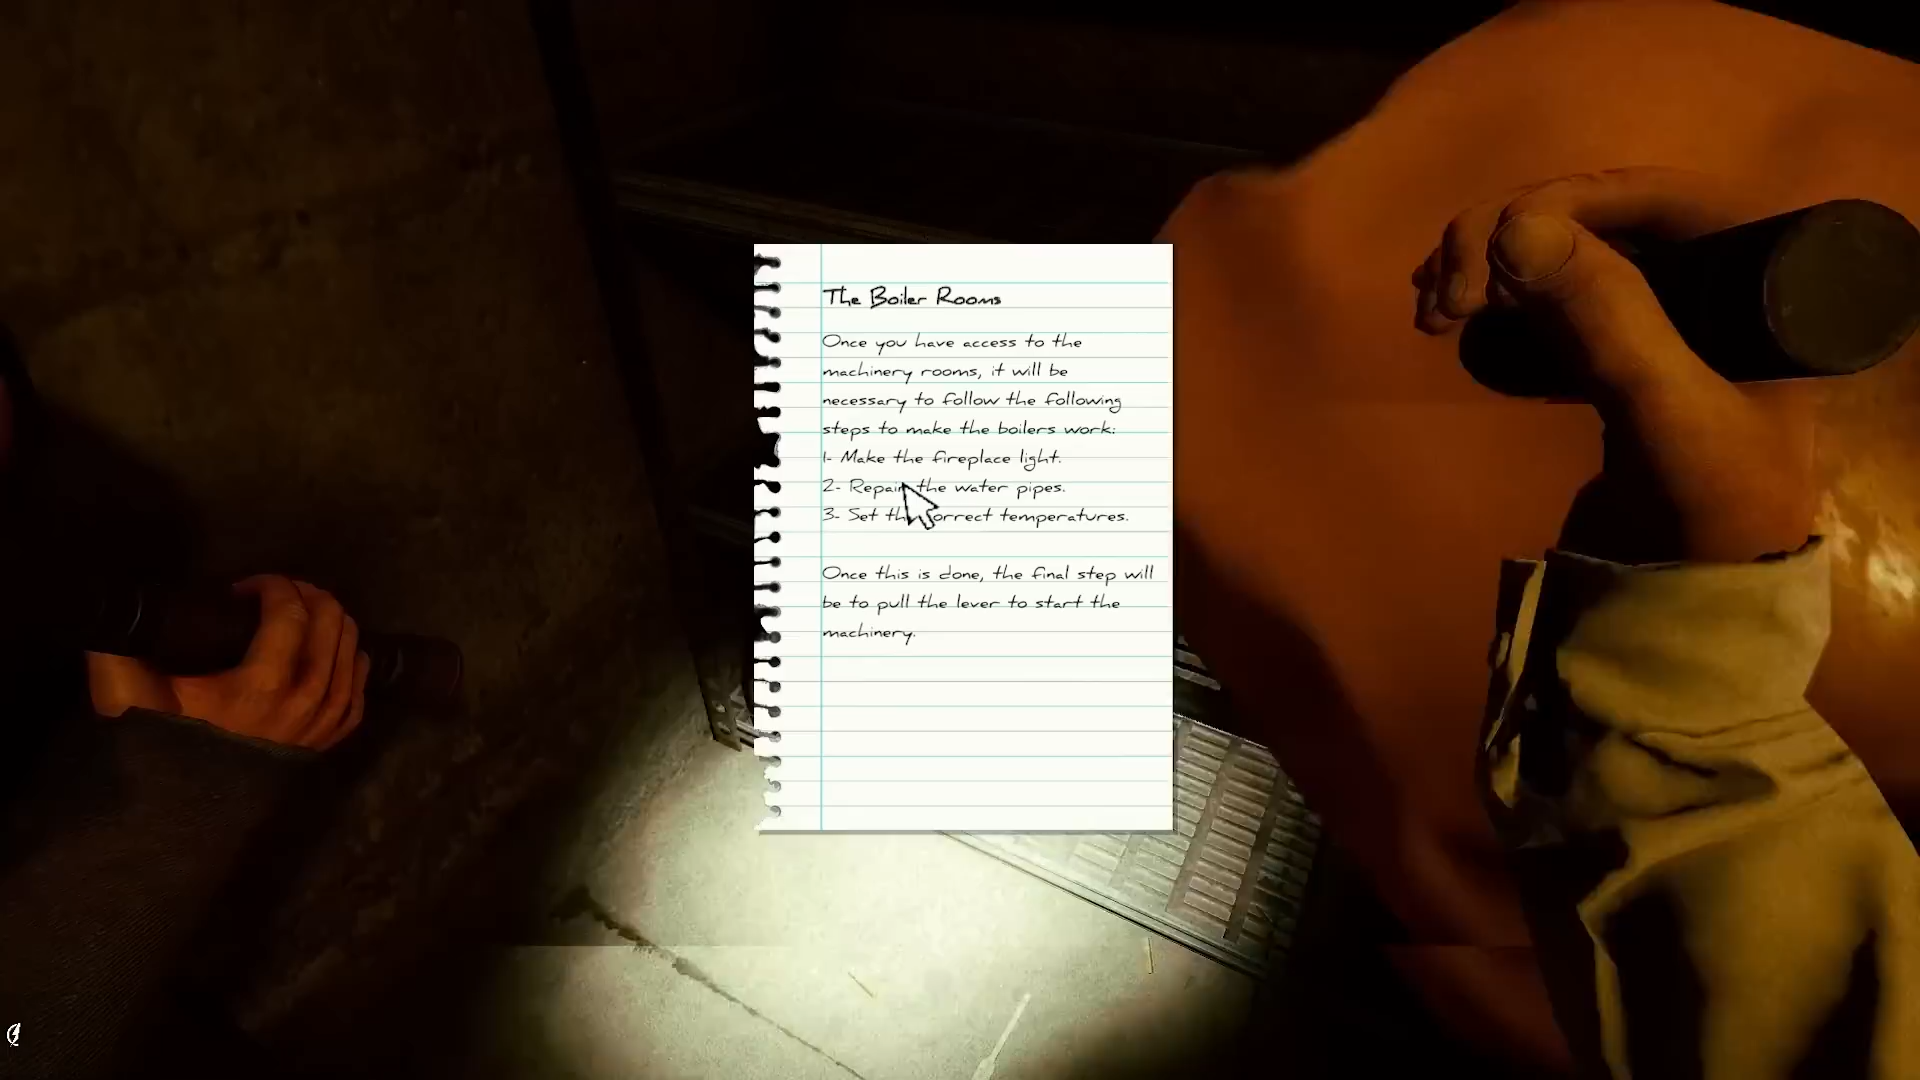 The Boiler Rooms
Once you have access to the
machinery rooms, it will be
necessary to follow the following
steps to make the boilers work:
1- Make the fireplace light.
2- Repair the water pipes.
3- Set the correct temperatures.
Once this is done, the final step will
be to pull the lever to start the
machinery.